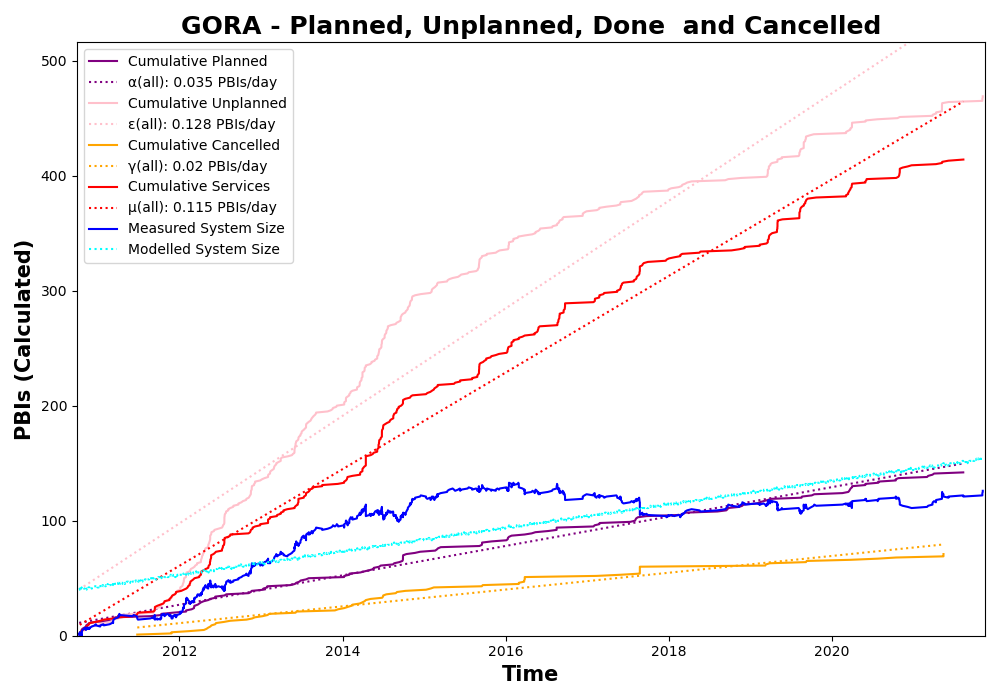 GORA - Planned, Unplanned, Done  and Cancelled
PBIs (Calculated)
500
400
300
200
100
0
Cumulative Planned
α(all): 0.035 PBIs/day
Cumulative Unplanned
ε(all): 0.128 PBIs/day
Cumulative Cancelled
γ(all): 0.02 PBIs/day
Cumulative Services
μ(all): 0.115 PBIs/day
Measured System Size
Modelled System Size
2012 2014 2016 2018 2020
Time